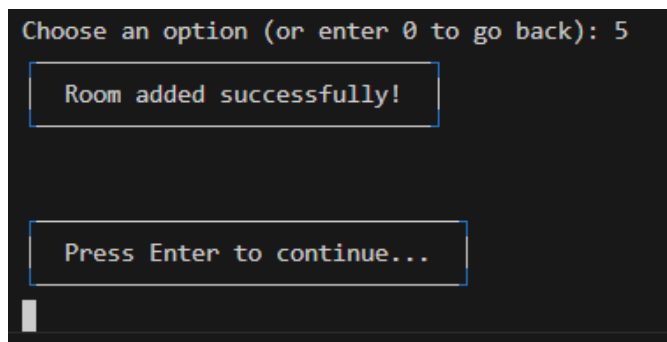 Choose an option (or enter 0 to go back): 5
Room added successfully!
Press Enter to continue...